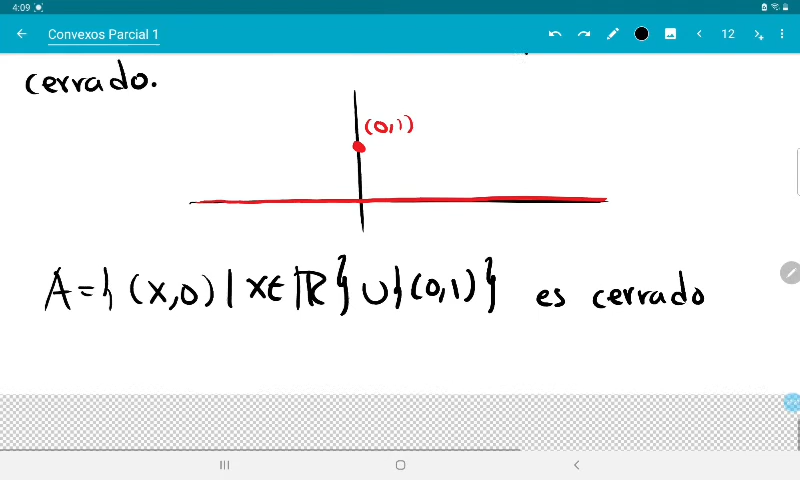 4:09
Convexos Parcial 1
12
cerrado.
(0,1)
A={(x,0)|x∈ℝ}∪{(0,1)} es cerrado